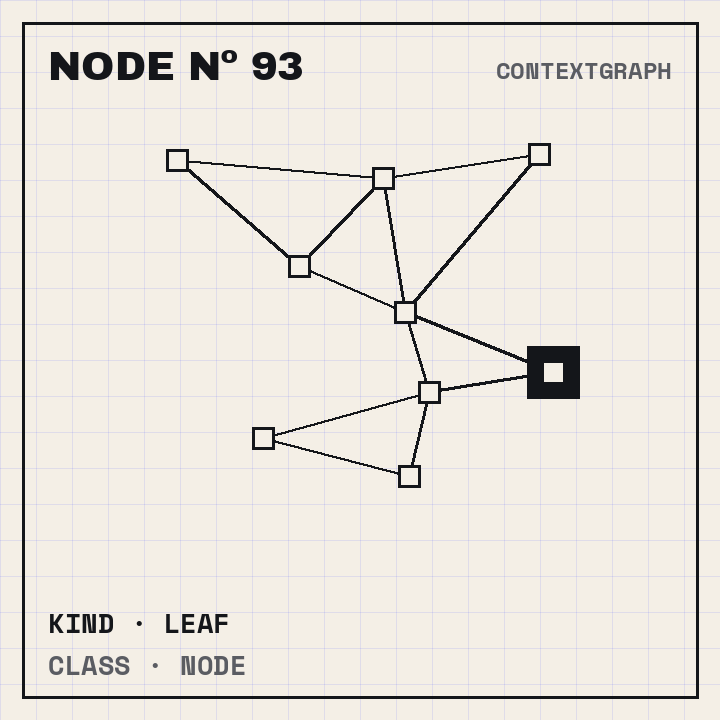 NODE Nº 93
CONTEXTGRAPH
KIND · LEAF
CLASS · NODE